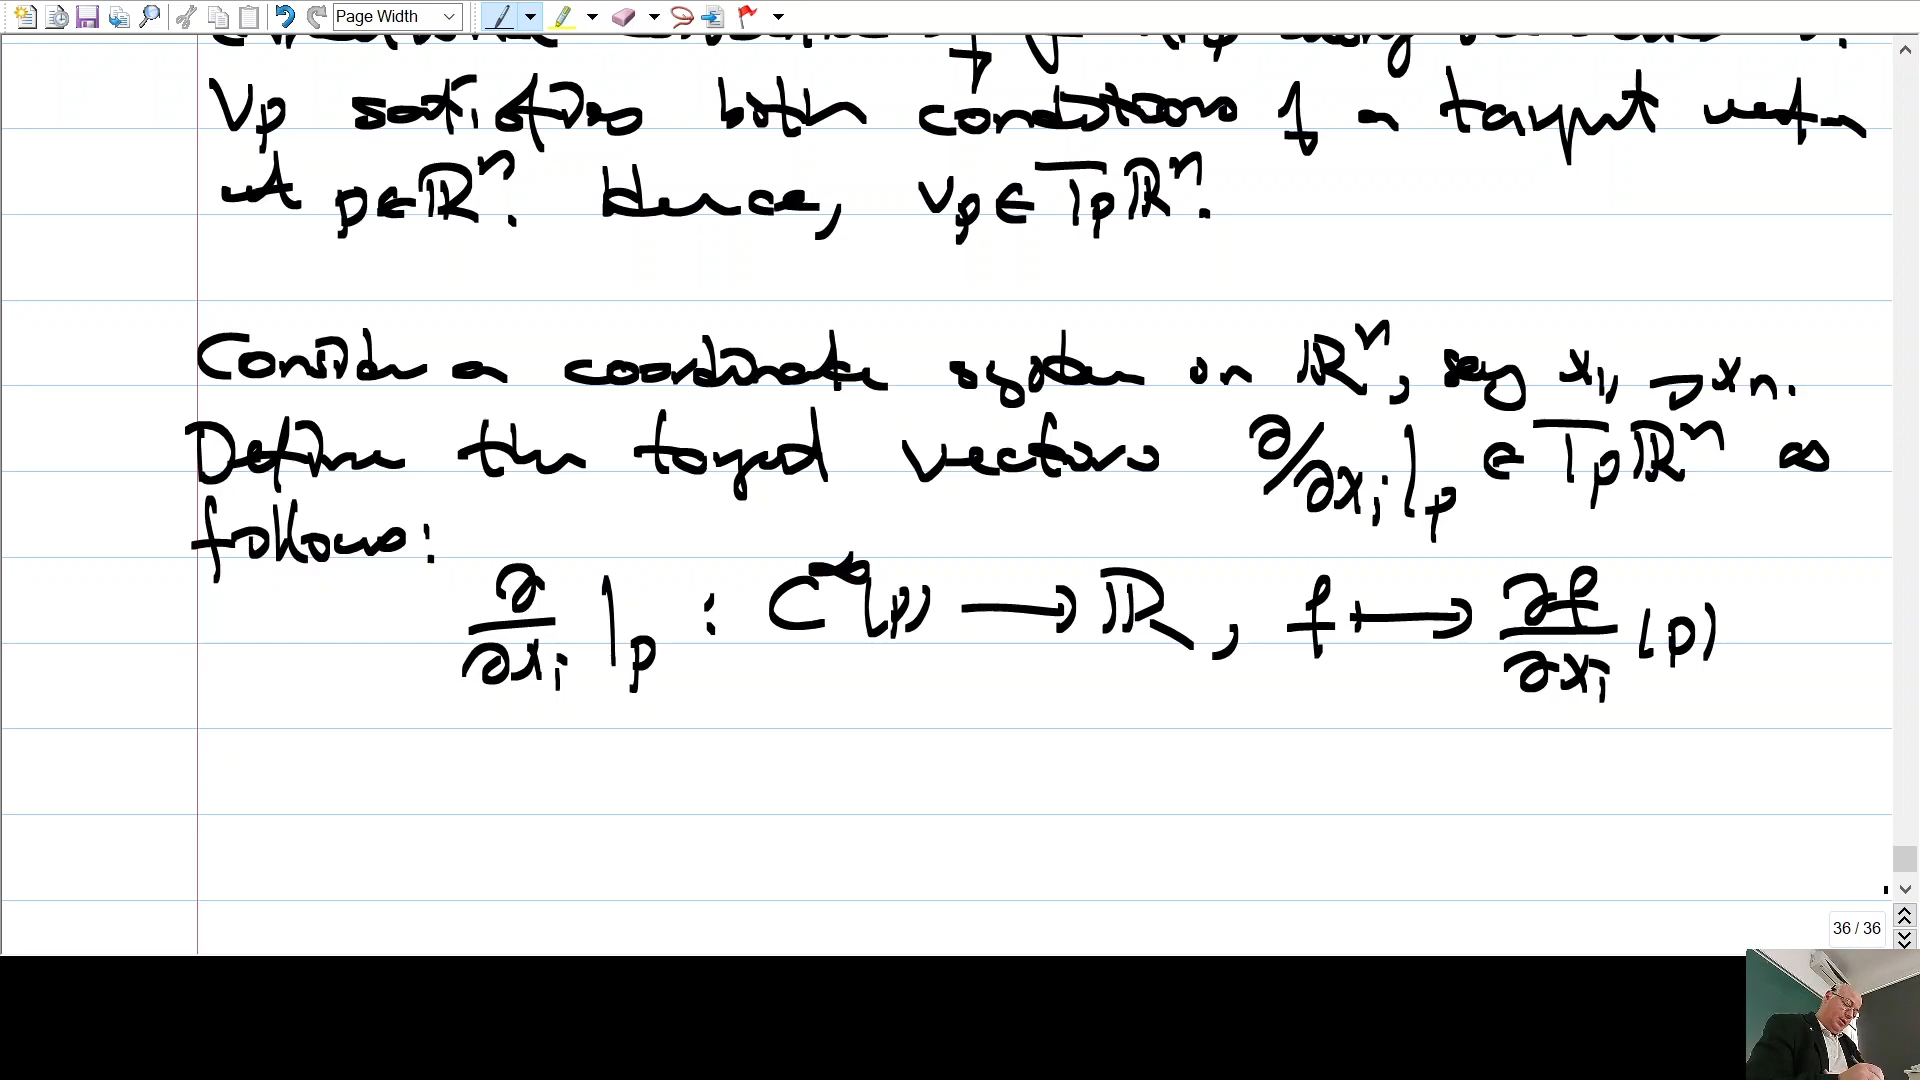 Page Width
Vp satisfies both conditions of a tangent vector
at p∈ℝⁿ. Hence, vp∈Tpℝⁿ.
Consider a coordinate system on ℝⁿ, say x₁, ..., xn.
Define the tangent vectors ∂/∂xi|p ∈ Tpℝⁿ as
follows:
∂/∂xi |p : C^∞(p) ⟶ ℝ, f ⟼ ∂f/∂xi (p)
36 / 36